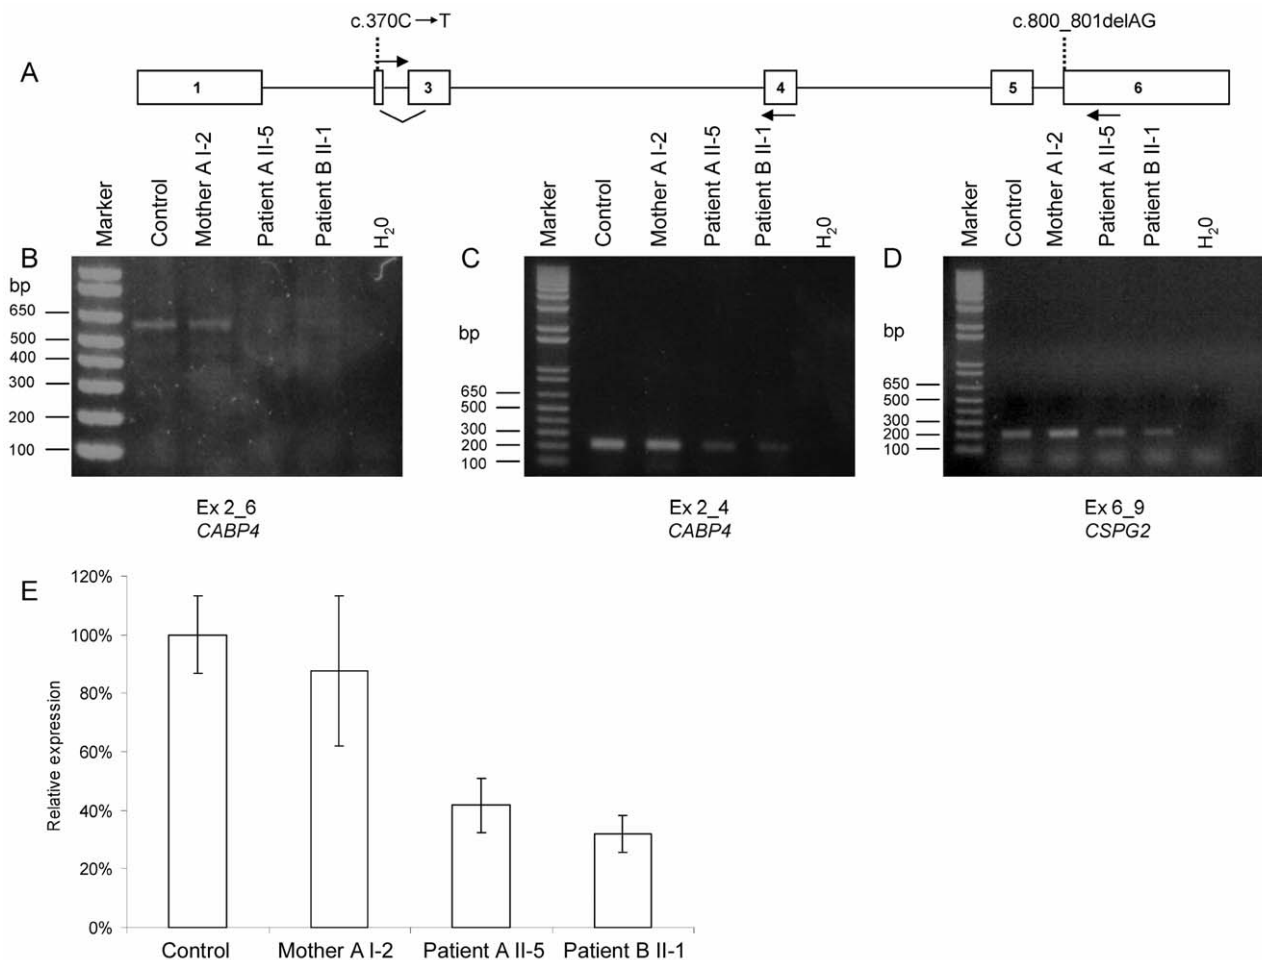 c.370C→T
c.800_801delAG
A
1
3
4
5
6
Marker
Control
Mother A I-2
Patient A II-5
Patient B II-1
H20
Marker
Control
Mother A I-2
Patient A II-5
Patient B II-1
H20
Marker
Control
Mother A I-2
Patient A II-5
Patient B II-1
H20
B
bp
650
500
400
300
200
100
C
bp
650
500
300
200
100
D
bp
650
500
300
200
100
Ex 2_6
CABP4
Ex 2_4
CABP4
Ex 6_9
CSPG2
E
Relative expression
120%
100%
80%
60%
40%
20%
0%
Control Mother A I-2 Patient A II-5 Patient B II-1